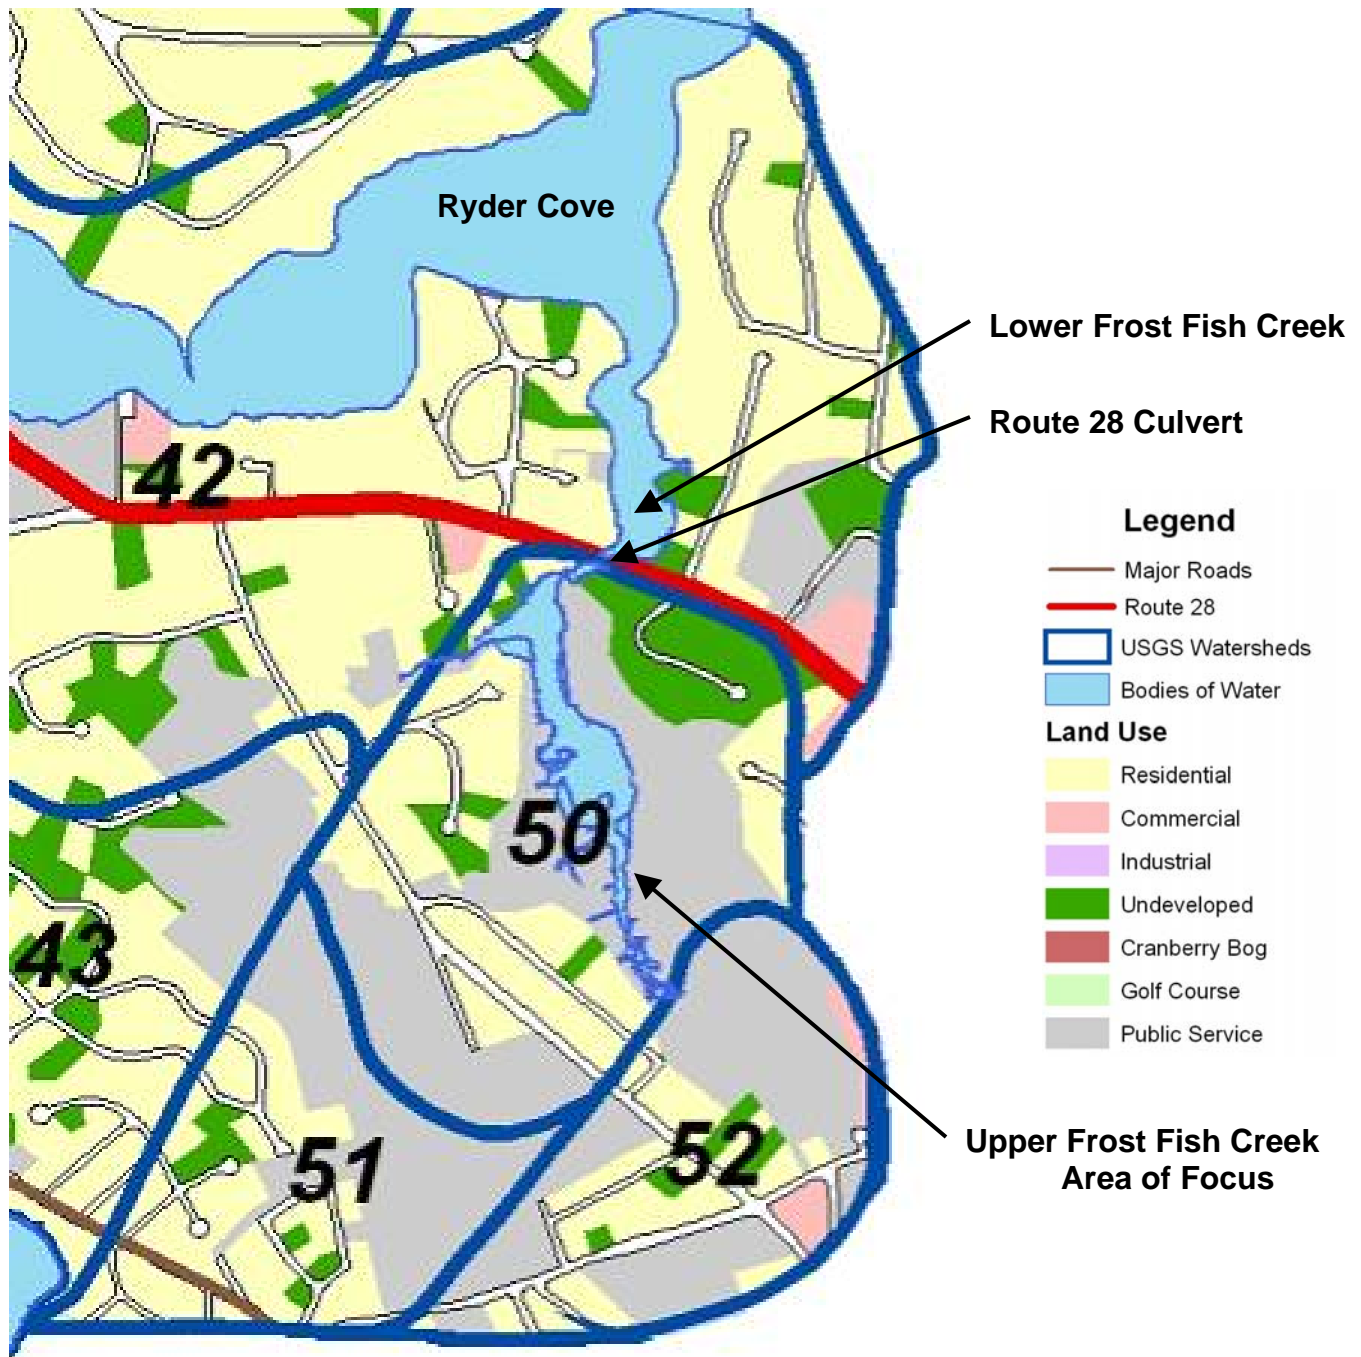 Ryder Cove
Lower Frost Fish Creek
Route 28 Culvert
42
Legend
Major Roads
Route 28
USGS Watersheds
Bodies of Water
Land Use
Residential
Commercial
Industrial
Undeveloped
Cranberry Bog
Golf Course
Public Service
50
43
51
52
Upper Frost Fish Creek
Area of Focus